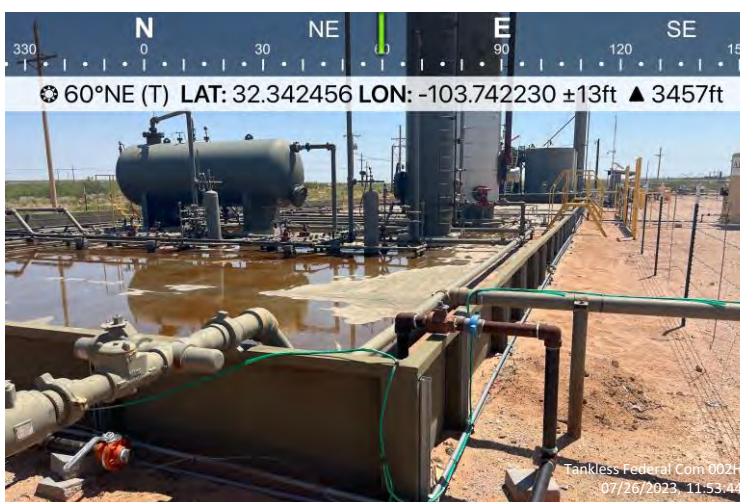 N NE E SE
330 0 30 60 90 120 15
60°NE (T) LAT: 32.342456 LON: -103.742230 ±13ft ▲ 3457ft
Tankless Federal Com 002H
07/26/2023, 11:53:44